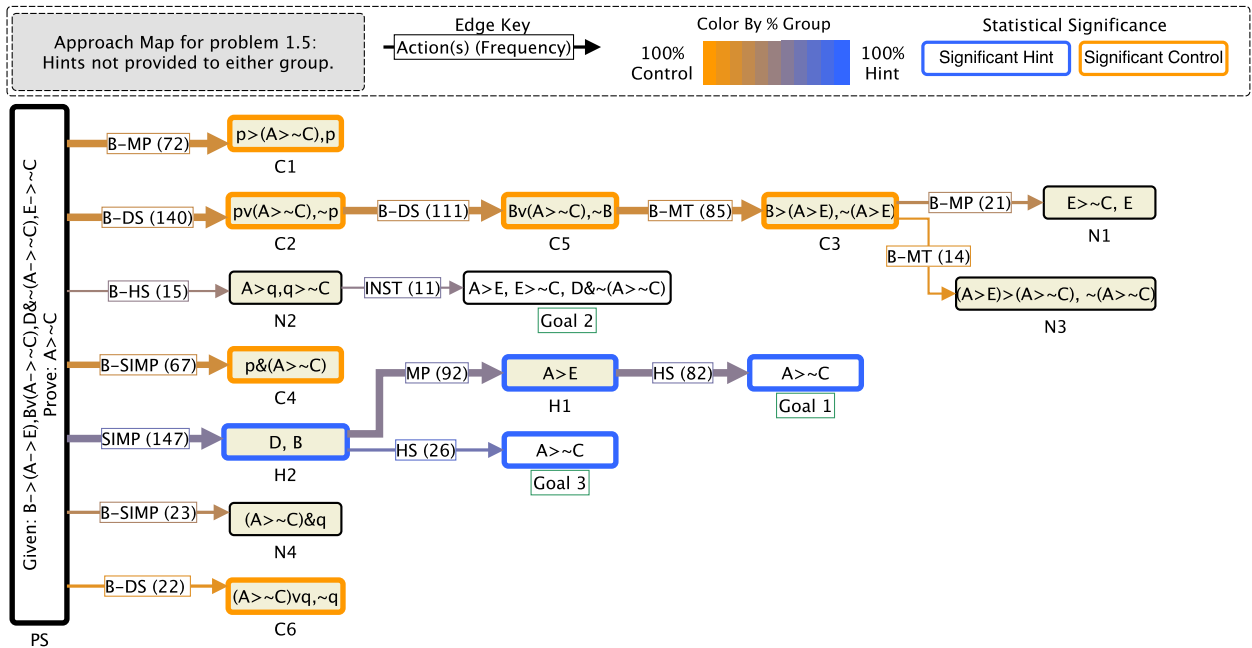 Approach Map for problem 1.5:
Hints not provided to either group.
Edge Key
Action(s) (Frequency)
Color By % Group
100%
Control
100%
Hint
Statistical Significance
Significant Hint
Significant Control
Given: B->(A->E),Bv(A->~C),D&~(A->~C),E->~C
Prove: A>~C
PS
B-MP (72)
p>(A>~C),p
C1
B-DS (140)
pv(A>~C),~p
C2
B-DS (111)
Bv(A>~C),~B
C5
B-MT (85)
B>(A>E),~(A>E)
C3
B-MP (21)
E>~C, E
N1
B-MT (14)
(A>E)>(A>~C), ~(A>~C)
N3
B-HS (15)
A>q,q>~C
N2
INST (11)
A>E, E>~C, D&~(A>~C)
Goal 2
B-SIMP (67)
p&(A>~C)
C4
SIMP (147)
D, B
H2
MP (92)
A>E
H1
HS (82)
A>~C
Goal 1
HS (26)
A>~C
Goal 3
B-SIMP (23)
(A>~C)&q
N4
B-DS (22)
(A>~C)vq,~q
C6